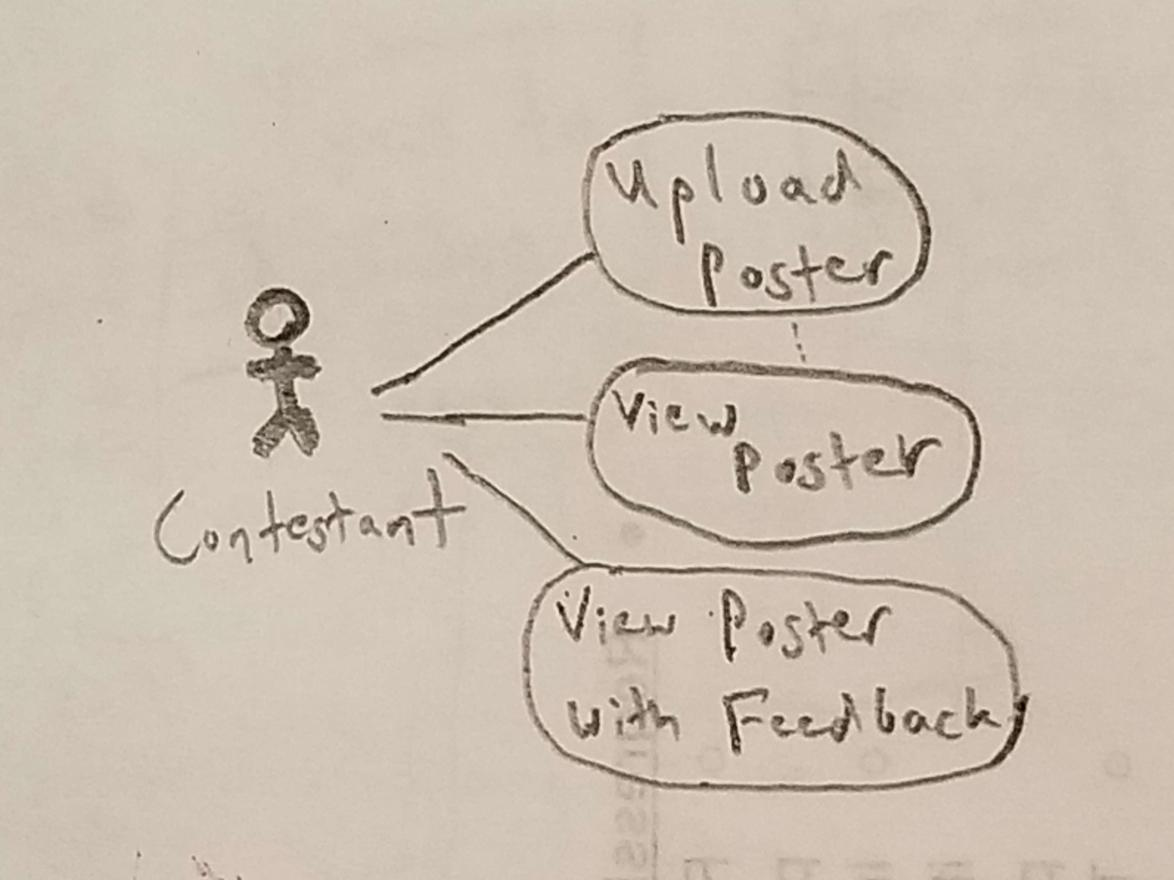 Upload
Poster
View
Poster
Contestant
View Poster
with Feedback